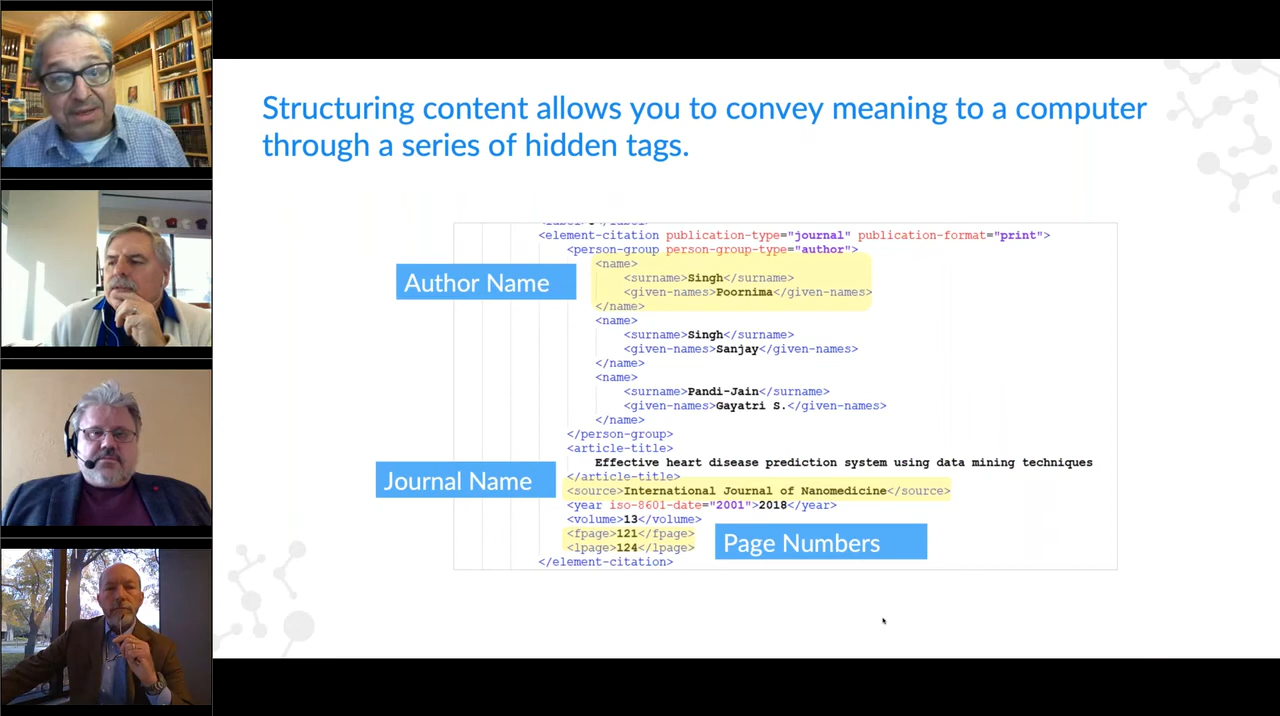 Structuring content allows you to convey meaning to a computer
through a series of hidden tags.
<element-citation publication-type="journal" publication-format="print">
<person-group person-group-type="author">
<name>
Author Name
<surname>Singh</surname>
<given-names>Poornima</given-names>
</name>
<name>
<surname>Singh</surname>
<given-names>Sanjay</given-names>
</name>
<name>
<surname>Pandi-Jain</surname>
<given-names>Gayatri S.</given-names>
</name>
</person-group>
<article-title>
Effective heart disease prediction system using data mining techniques
</article-title>
Journal Name
<source>International Journal of Nanomedicine</source>
<year iso-8601-date="2001">2018</year>
<volume>13</volume>
<fpage>121</fpage>
Page Numbers
<lpage>124</lpage>
</element-citation>